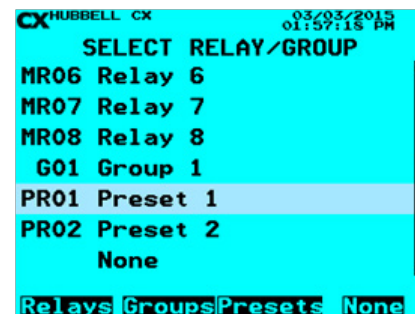 CX HUBBELL CX 03/03/2015
01:57:18 PM
SELECT RELAY/GROUP
MR06 Relay 6
MR07 Relay 7
MR08 Relay 8
G01 Group 1
PR01 Preset 1
PR02 Preset 2
None
Relays Groups Presets None